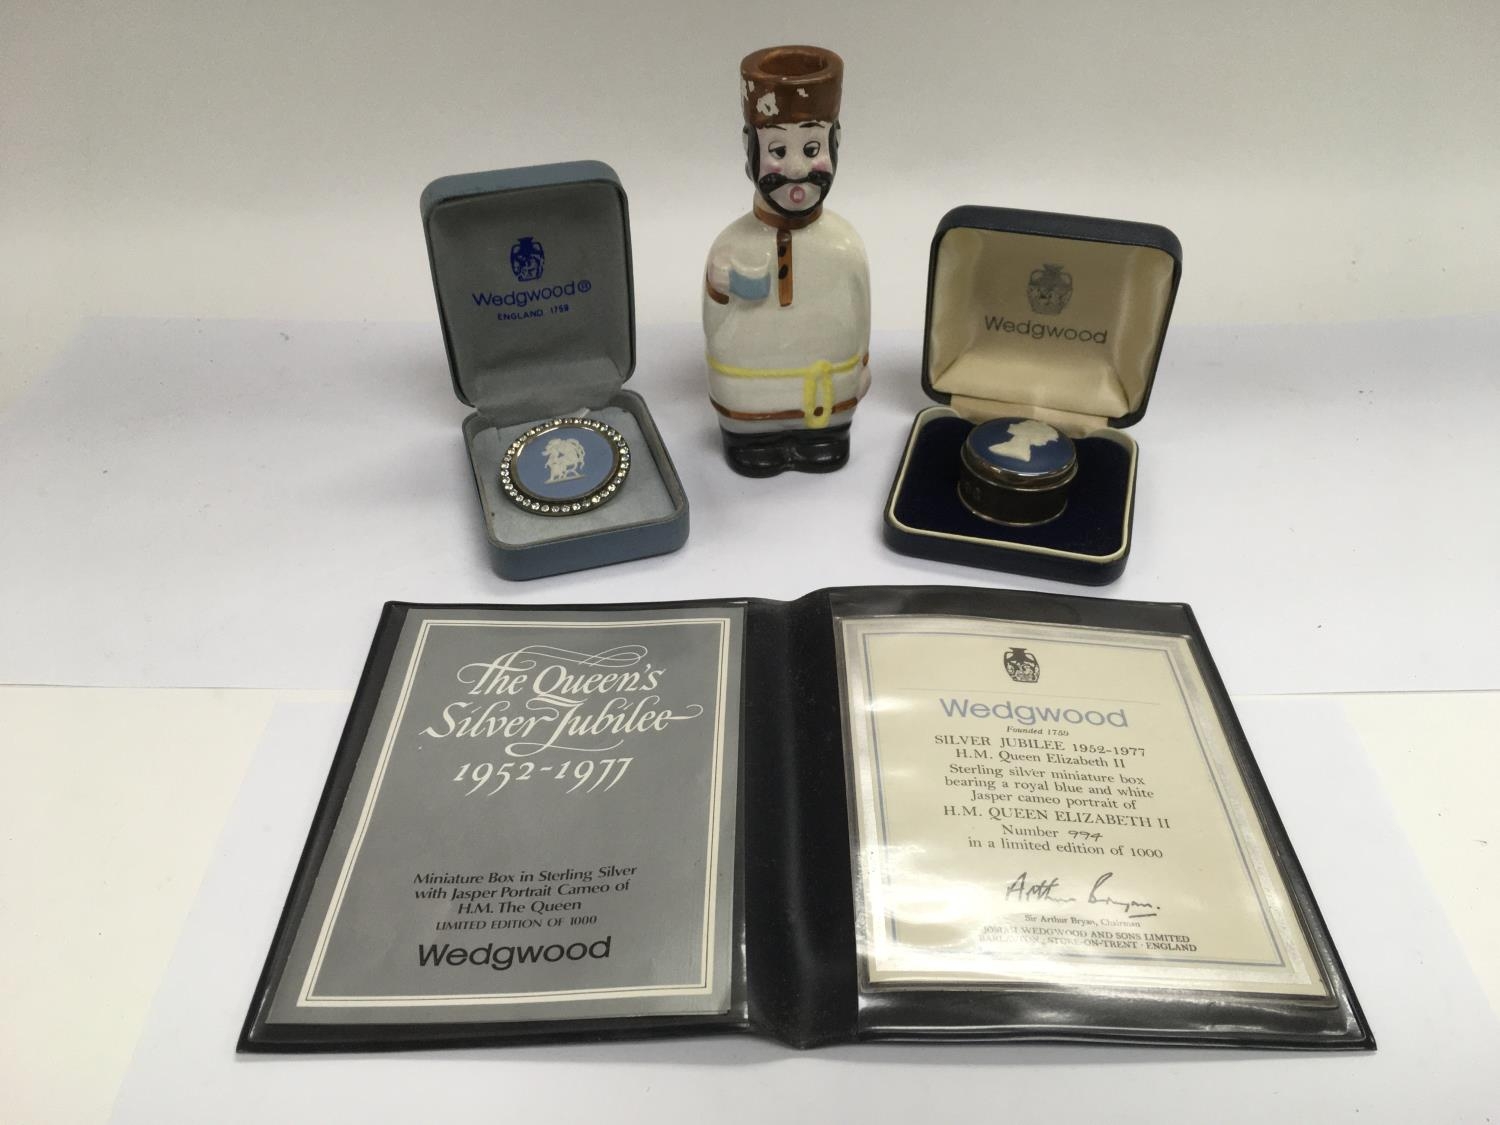 Wedgwood®
ENGLAND 1759
Wedgwood
The Queen's
Silver Jubilee
1952-1977
Miniature Box in Sterling Silver
with Jasper Portrait Cameo of
H.M. The Queen
LIMITED EDITION OF 1000
Wedgwood
Wedgwood
Founded 1759
SILVER JUBILEE 1952-1977
H.M. Queen Elizabeth II
Sterling silver miniature box
bearing a royal blue and white
Jasper cameo portrait of
H.M. QUEEN ELIZABETH II
Number 994
in a limited edition of 1000
Arthur Bryan.
Sir Arthur Bryan, Chairman
JOSIAH WEDGWOOD AND SONS LIMITED
BARLASTON · STOKE-ON-TRENT · ENGLAND